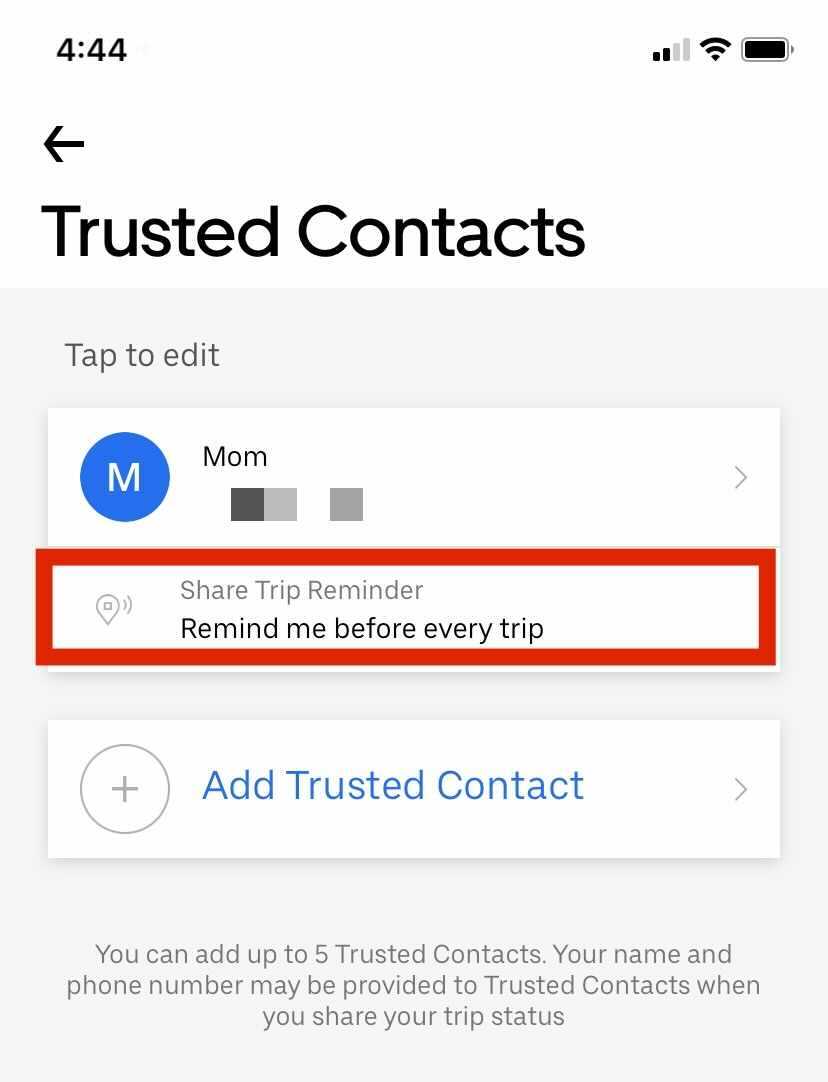 4:44
Trusted Contacts
Tap to edit
M
Mom
Share Trip Reminder
Remind me before every trip
Add Trusted Contact
You can add up to 5 Trusted Contacts. Your name and
phone number may be provided to Trusted Contacts when
you share your trip status